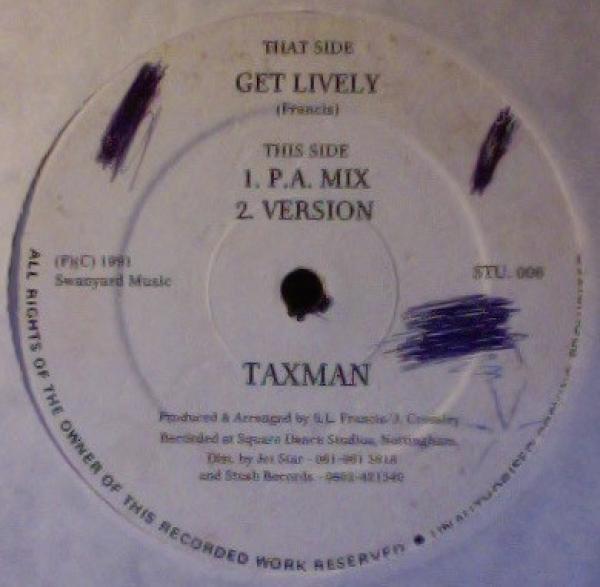 THAT SIDE
GET LIVELY
(Francis)
THIS SIDE
1. P.A. MIX
2. VERSION
(P)(C) 1991
Swanyard Music
STU. 006
TAXMAN
Produced & Arranged by S.L. Francis/J.
Recorded at Square Dance Studios, Nottingham.
Dist. by Jet Star - 081-961 5818
and Stush Records - 0602-421340
ALL RIGHTS OF THE OWNER OF THIS RECORDED WORK RESERVED ●